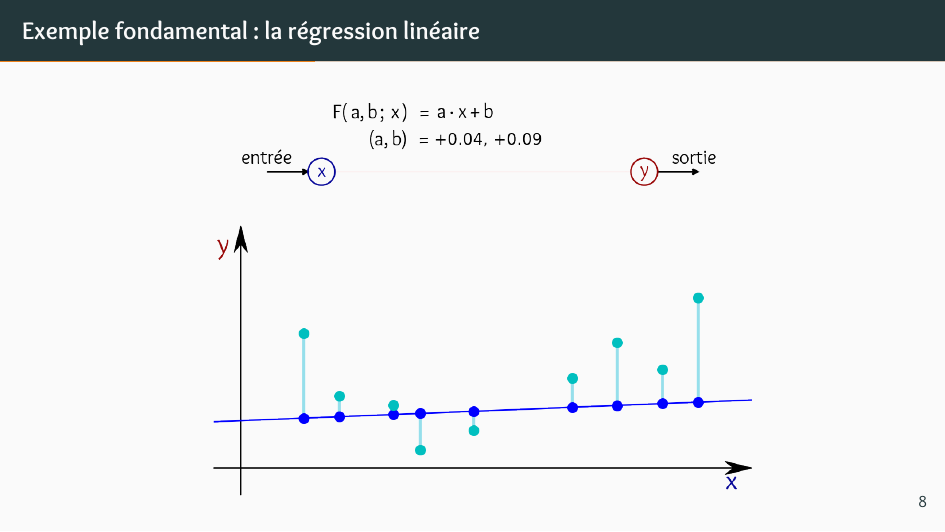 Exemple fondamental : la régression linéaire
F(a,b; x) = a · x + b
(a,b) = +0.04, +0.09
entrée
x
y
sortie
y
x
8